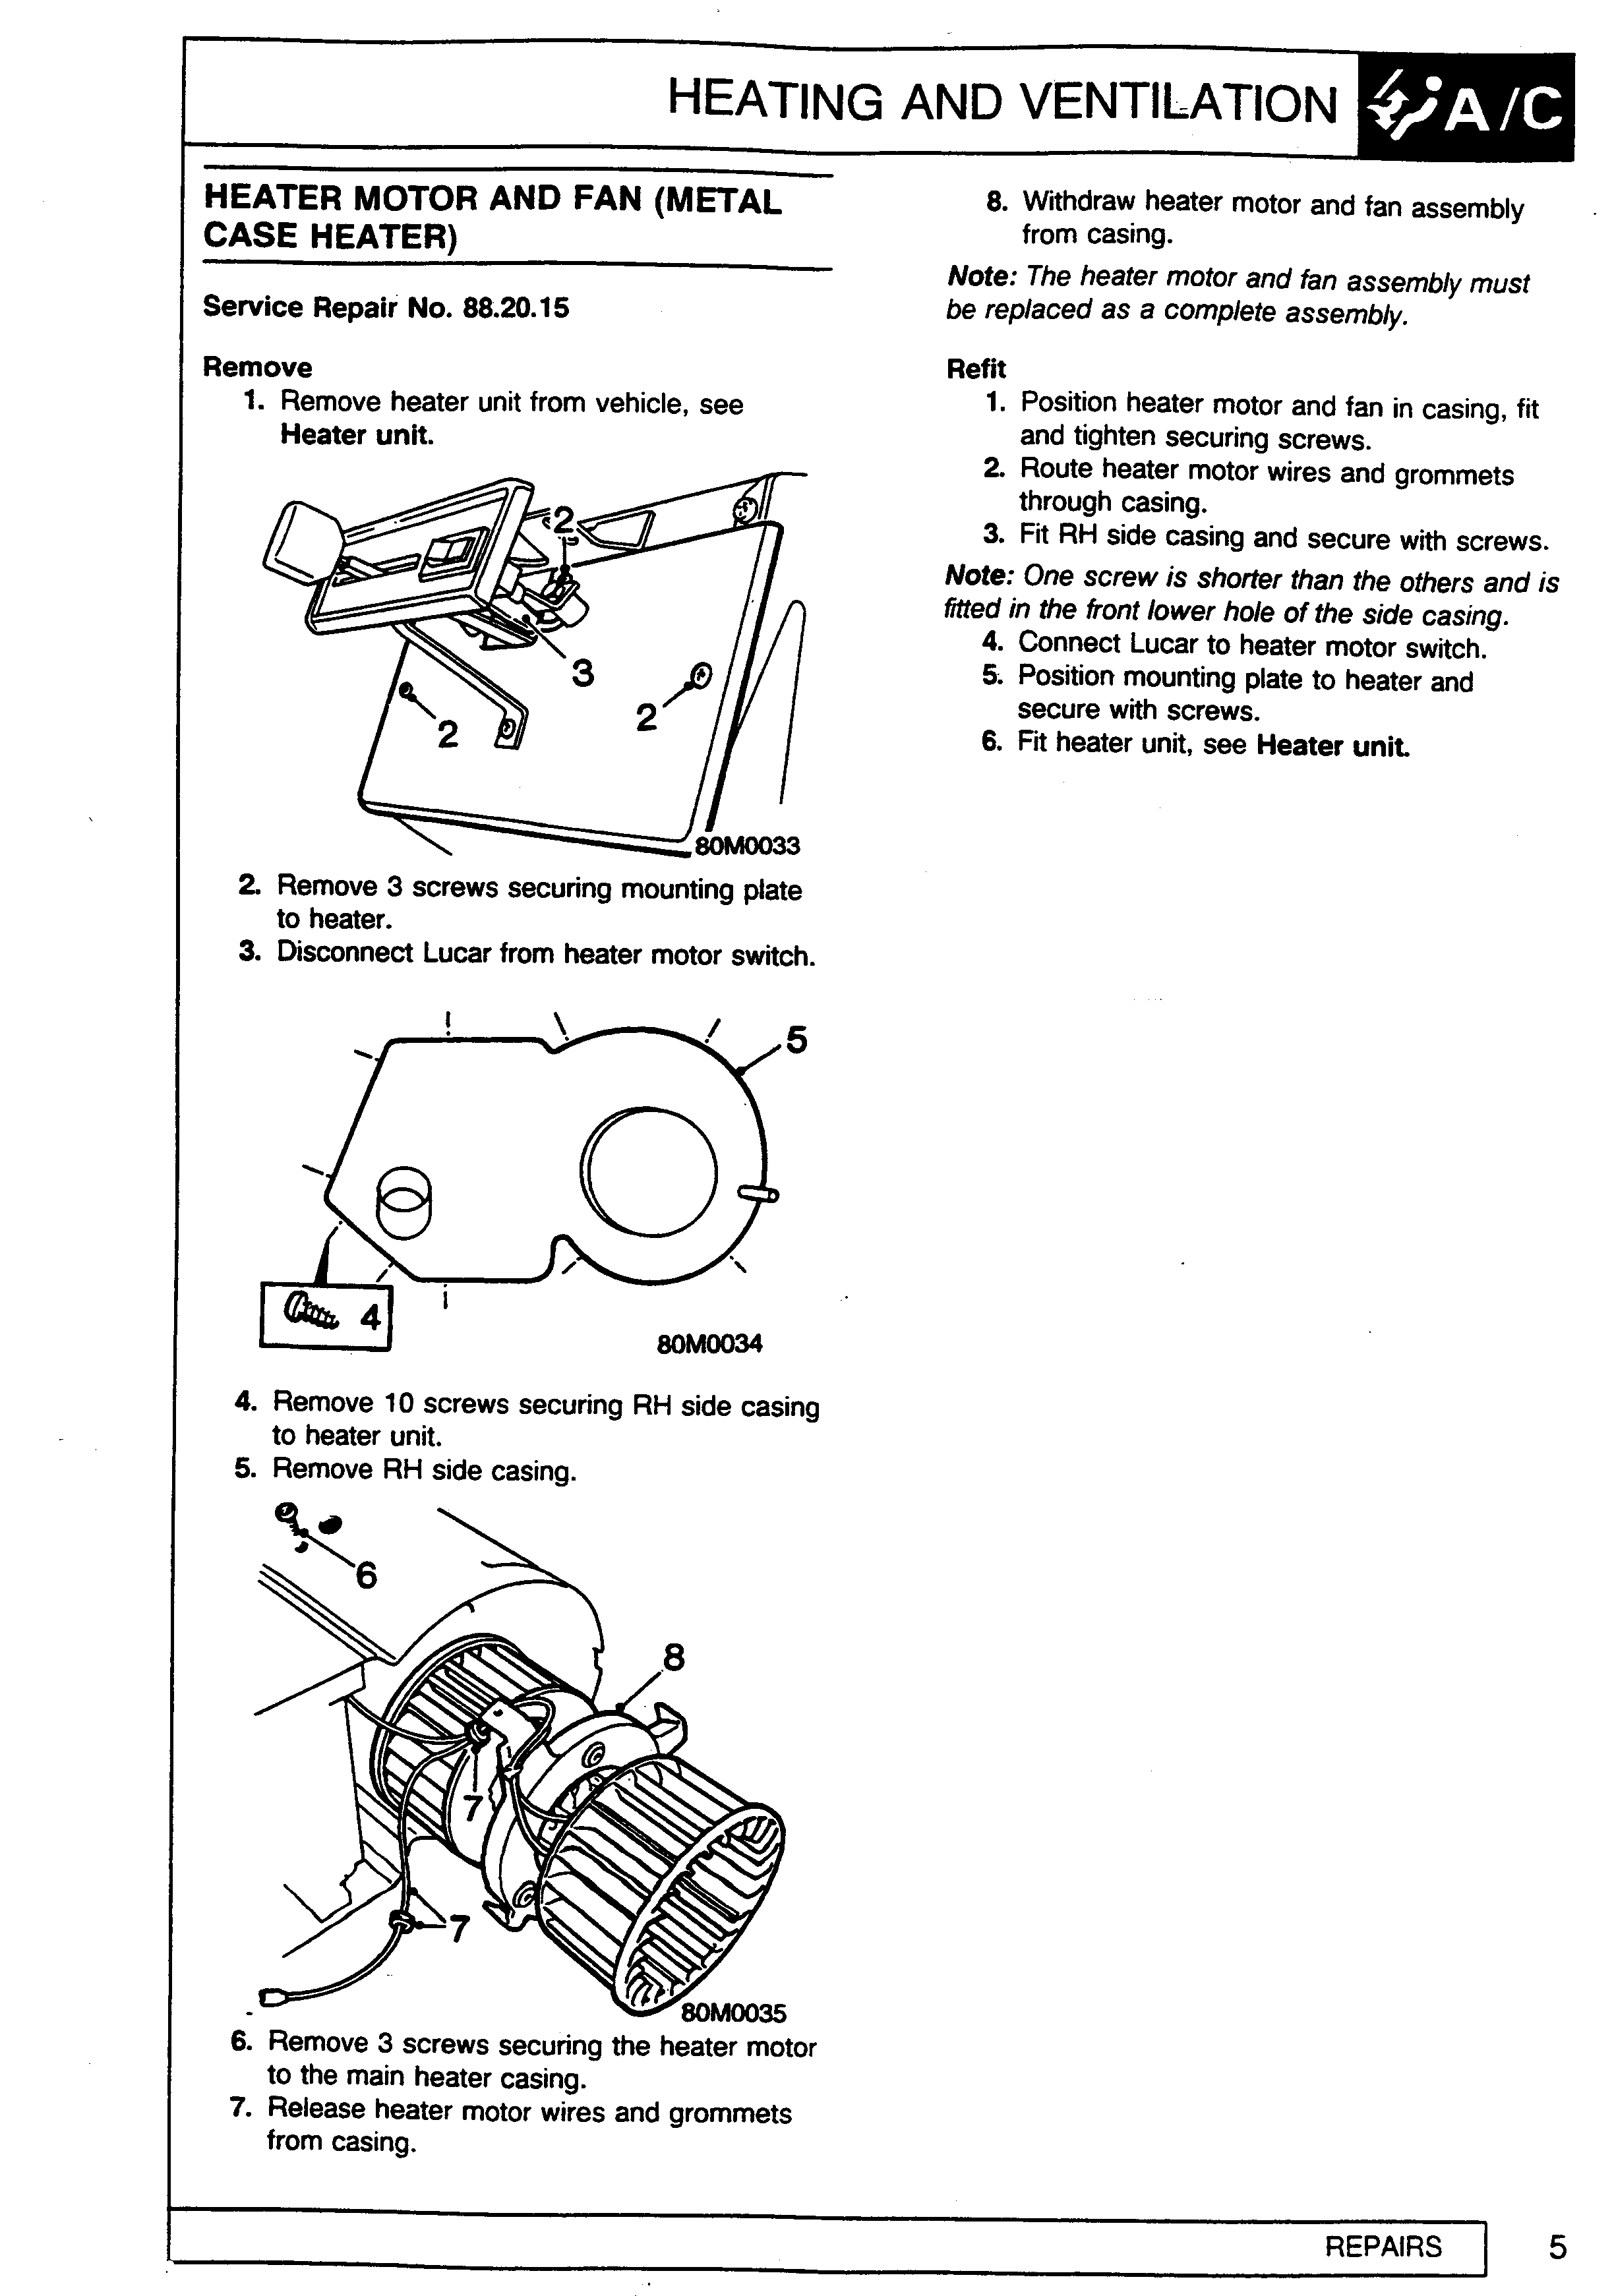 HEATING AND VENTILATION
A/C
HEATER MOTOR AND FAN (METAL
CASE HEATER)
Service Repair No. 88.20.15
Remove
1. Remove heater unit from vehicle, see
Heater unit.
2
3
2
2
80M0033
2. Remove 3 screws securing mounting plate
to heater.
3. Disconnect Lucar from heater motor switch.
5
4
80M0034
4. Remove 10 screws securing RH side casing
to heater unit.
5. Remove RH side casing.
6
8
7
7
80M0035
6. Remove 3 screws securing the heater motor
to the main heater casing.
7. Release heater motor wires and grommets
from casing.
8. Withdraw heater motor and fan assembly
from casing.
Note: The heater motor and fan assembly must
be replaced as a complete assembly.
Refit
1. Position heater motor and fan in casing, fit
and tighten securing screws.
2. Route heater motor wires and grommets
through casing.
3. Fit RH side casing and secure with screws.
Note: One screw is shorter than the others and is
fitted in the front lower hole of the side casing.
4. Connect Lucar to heater motor switch.
5. Position mounting plate to heater and
secure with screws.
6. Fit heater unit, see Heater unit.
REPAIRS
5